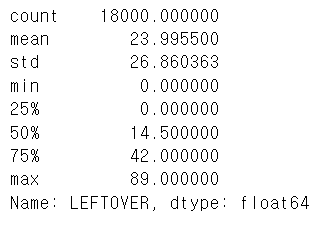 count    18000.000000
mean        23.995500
std         26.860363
min          0.000000
25%          0.000000
50%         14.500000
75%         42.000000
max         89.000000
Name: LEFTOVER, dtype: float64